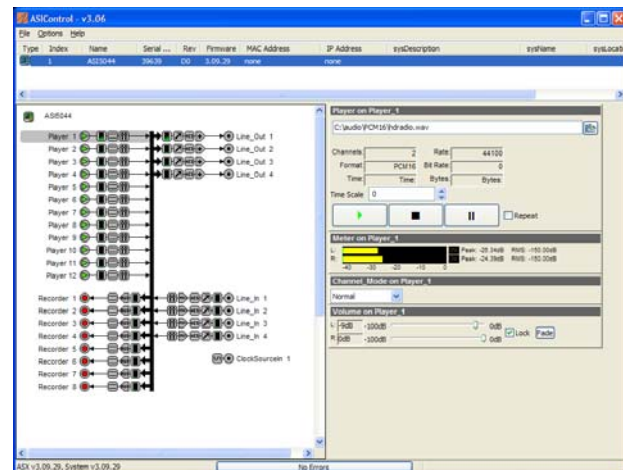 ASIControl - v3.06
File Options Help
Type Index Name Serial ... Rev Firmware MAC Address IP Address sysDescription sysName sysLocat
1 ASI5044 39639 D0 3.09.29 none none
ASI5044
Player 1 Line_Out 1
Player 2 Line_Out 2
Player 3 Line_Out 3
Player 4 Line_Out 4
Player 5
Player 6
Player 7
Player 8
Player 9
Player 10
Player 11
Player 12
Recorder 1 Line_In 1
Recorder 2 Line_In 2
Recorder 3 Line_In 3
Recorder 4 Line_In 4
Recorder 5
Recorder 6 ClockSourceIn 1
Recorder 7
Recorder 8
Player on Player_1
C:\audio\PCM16\hdradio.wav
Channels: 2 Rate: 44100
Format: PCM16 Bit Rate: 0
Time: Time: Bytes: Bytes:
Time Scale 0
Repeat
Meter on Player_1
L: Peak: -28.34dB RMS: -150.00dB
R: Peak: -24.39dB RMS: -150.00dB
-40 -30 -20 -10 0
Channel_Mode on Player_1
Normal
Volume on Player_1
L -9dB -100dB 0dB Lock Fade
R 0dB -100dB 0dB
ASX v3.09.29, System v3.09.29 No Errors